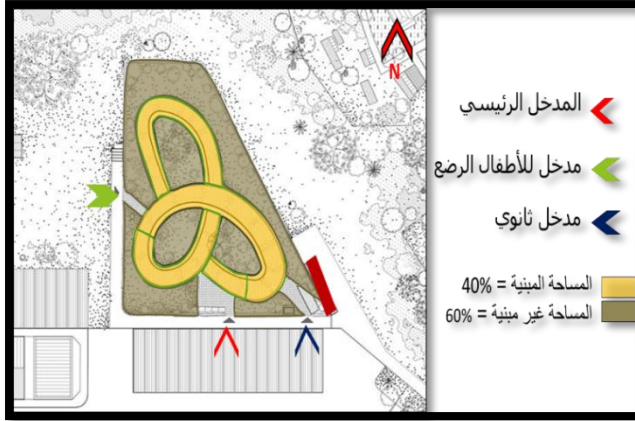 N
المدخل الرئيسي
مدخل للأطفال الرضع
مدخل ثانوي
المساحة المبنية = 40%
المساحة غير مبنية = 60%